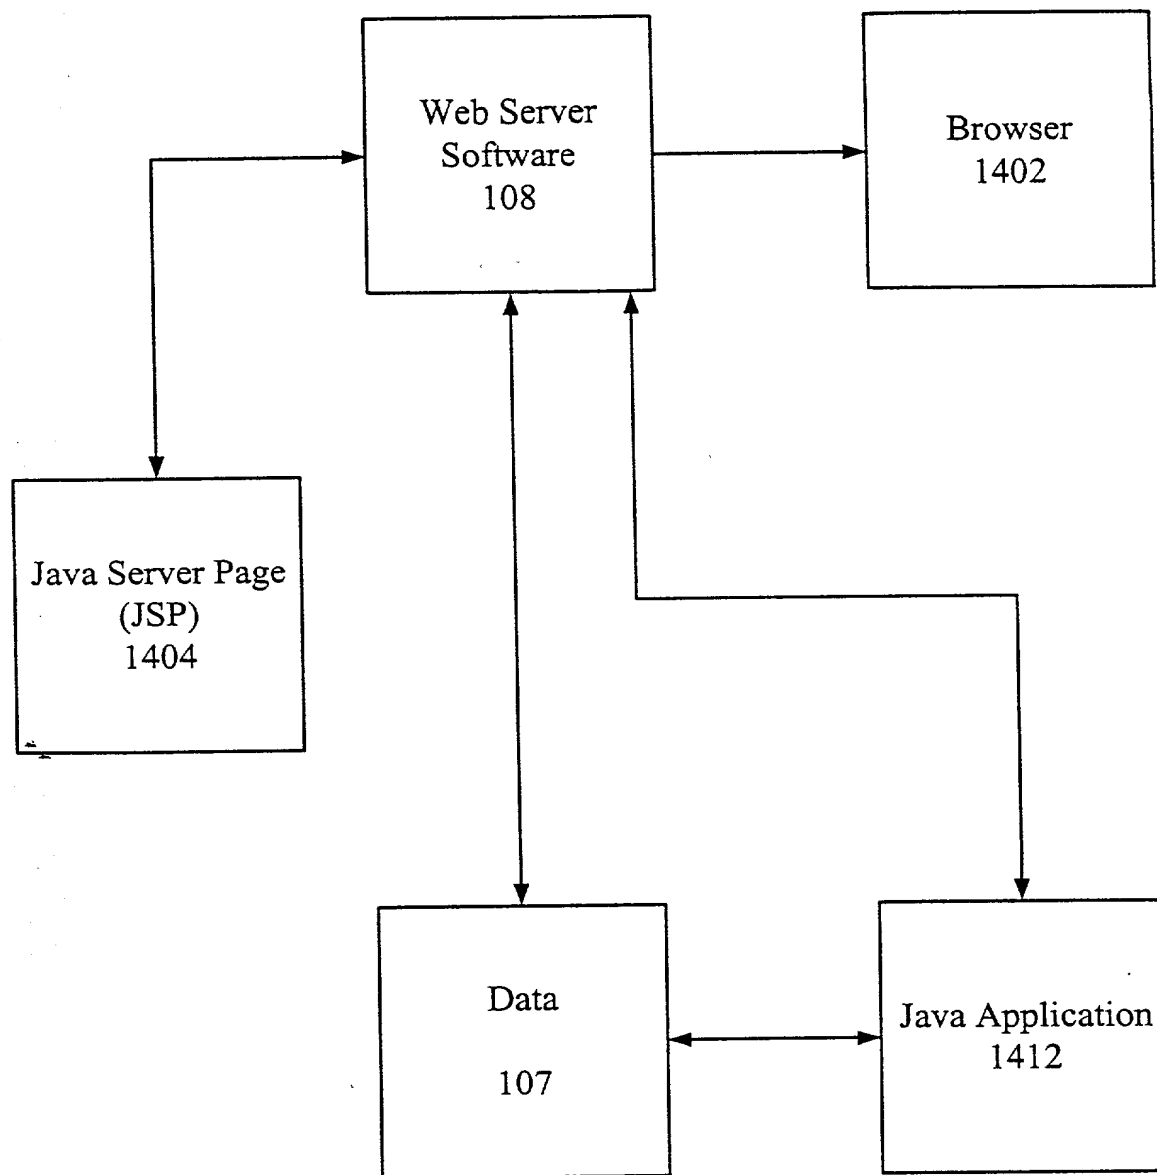 Web Server
Software
108
Browser
1402
Java Server Page
(JSP)
1404
Data
107
Java Application
1412